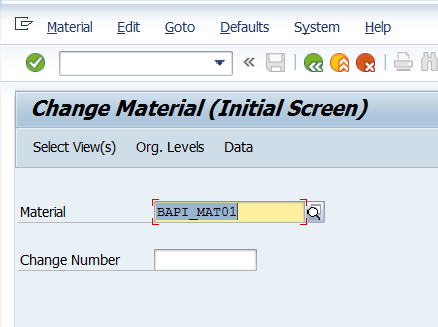 Material Edit Goto Defaults System Help
Change Material (Initial Screen)
Select View(s) Org. Levels Data
Material BAPI_MAT01
Change Number